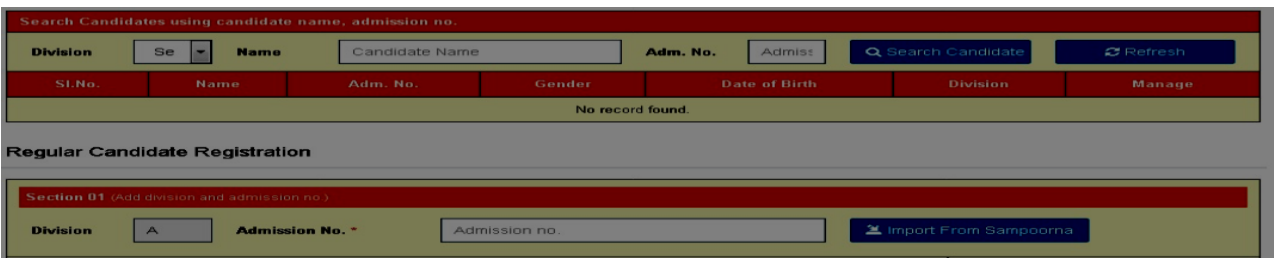 Search Candidates using candidate name, admission no.
Division Se Name Candidate Name Adm. No. Admiss Search Candidate Refresh
Sl.No. Name Adm. No. Gender Date of Birth Division Manage
No record found.
Regular Candidate Registration
Section 01 (Add division and admission no.)
Division A Admission No. * Admission no. Import From Sampoorna